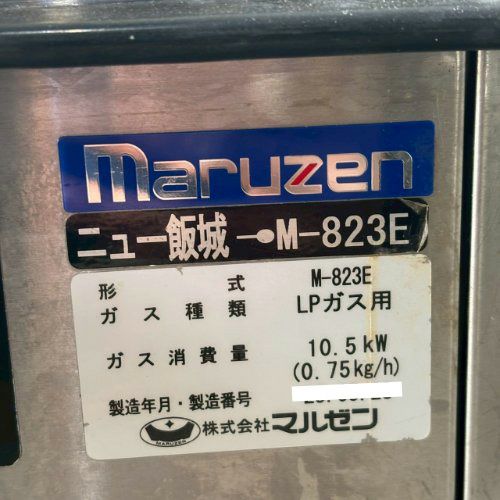 maruzen
ニュー飯城 M-823E
形 式 M-823E
ガス種類 LPガス用
ガス消費量 10.5kW
(0.75kg/h)
製造年月・製造番号
MARUZEN 株式会社マルゼン